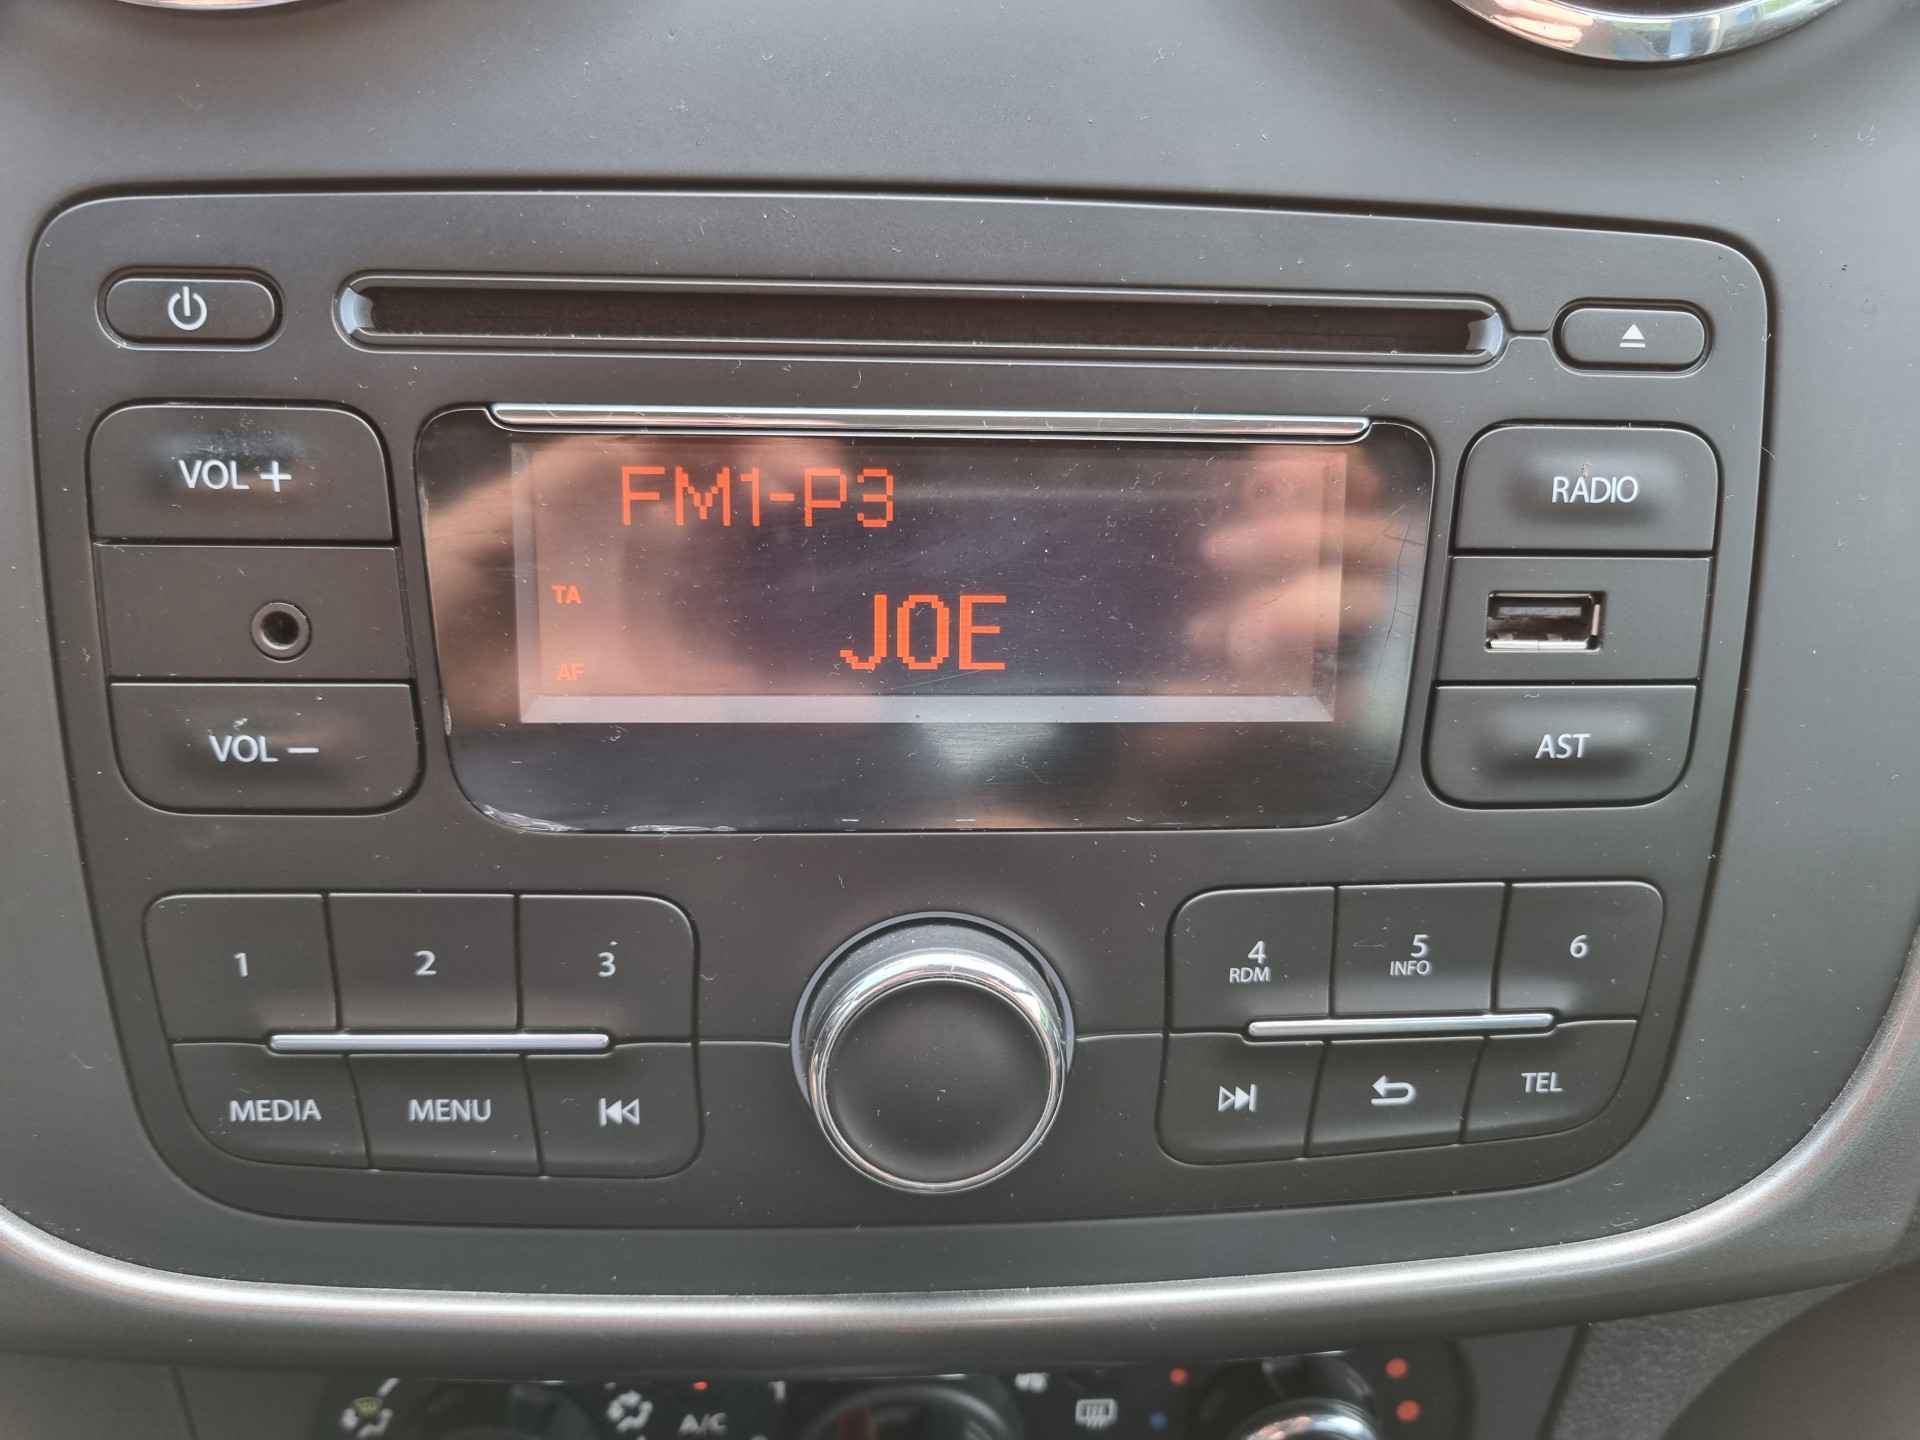 VOL +
FM1-P3
RADIO
TA
JOE
AF
VOL −
AST
1 2 3
4 5 6
RDM INFO
MEDIA MENU
TEL
A/C